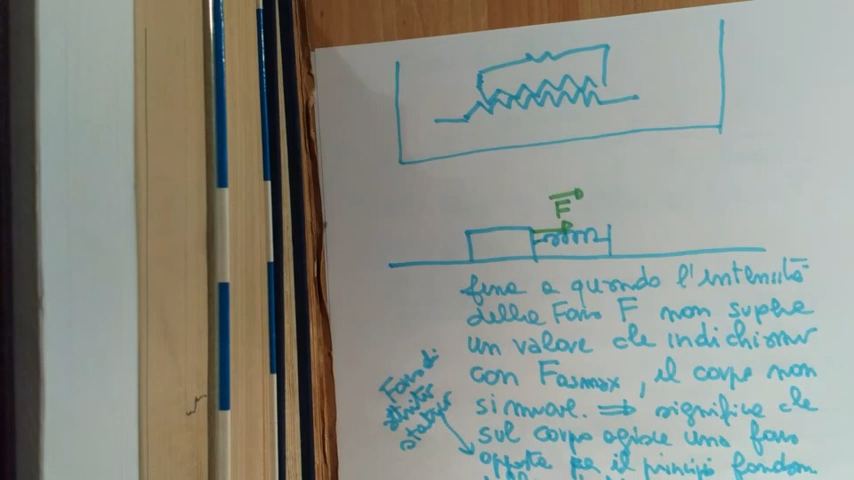 F
fino a quando l'intensità
della Forza F non supera
un valore che indichiamo
con Fasmax, il corpo non
si muove. ⇒ significa che
sul corpo agisce una forza
opposta per il principio fondam
Forza di
attrito
statico